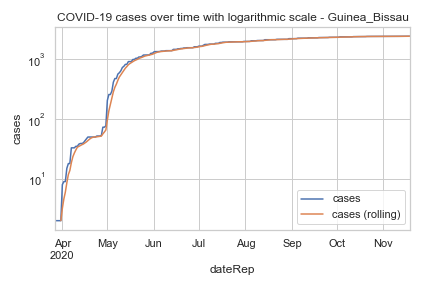 COVID-19 cases over time with logarithmic scale - Guinea_Bissau
10³
10²
10¹
cases
cases
cases (rolling)
Apr May Jun Jul Aug Sep Oct Nov
2020
dateRep